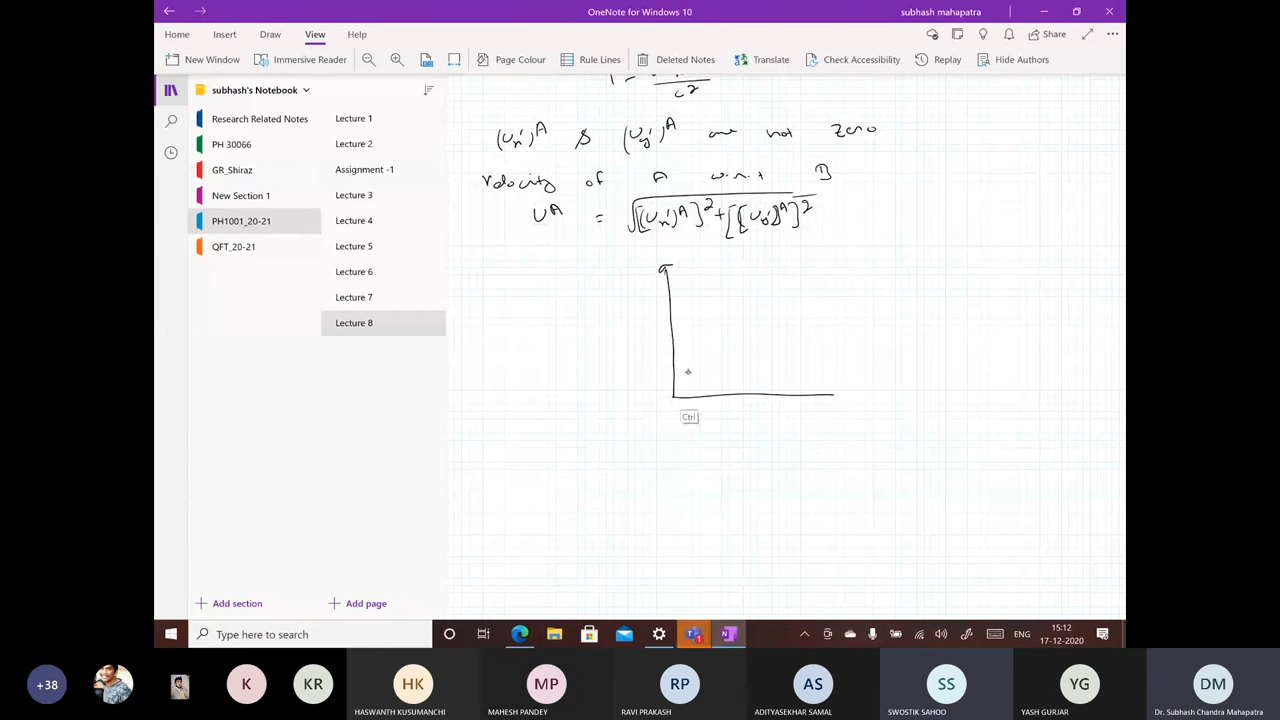 OneNote for Windows 10
subhash mahapatra
Home Insert Draw View Help
Share
New Window Immersive Reader Page Colour Rule Lines Deleted Notes Translate Check Accessibility Replay Hide Authors
subhash's Notebook
Research Related Notes
PH 30066
GR_Shiraz
New Section 1
PH1001_20-21
QFT_20-21
Lecture 1
Lecture 2
Assignment -1
Lecture 3
Lecture 4
Lecture 5
Lecture 6
Lecture 7
Lecture 8
c²
(Ux')^A & (Uy')^A are not zero
velocity of A w.r.t B
U^A = √[(Ux')^A]² + [(Uy')^A]²
Ctrl
Add section
Add page
Type here to search
ENG
15:12
17-12-2020
+38
K
KR
HK
MP
RP
AS
SS
YG
DM
HASWANTH KUSUMANCHI
MAHESH PANDEY
RAVI PRAKASH
ADITYASEKHAR SAMAL
SWOSTIK SAHOO
YASH GURJAR
Dr. Subhash Chandra Mahapatra